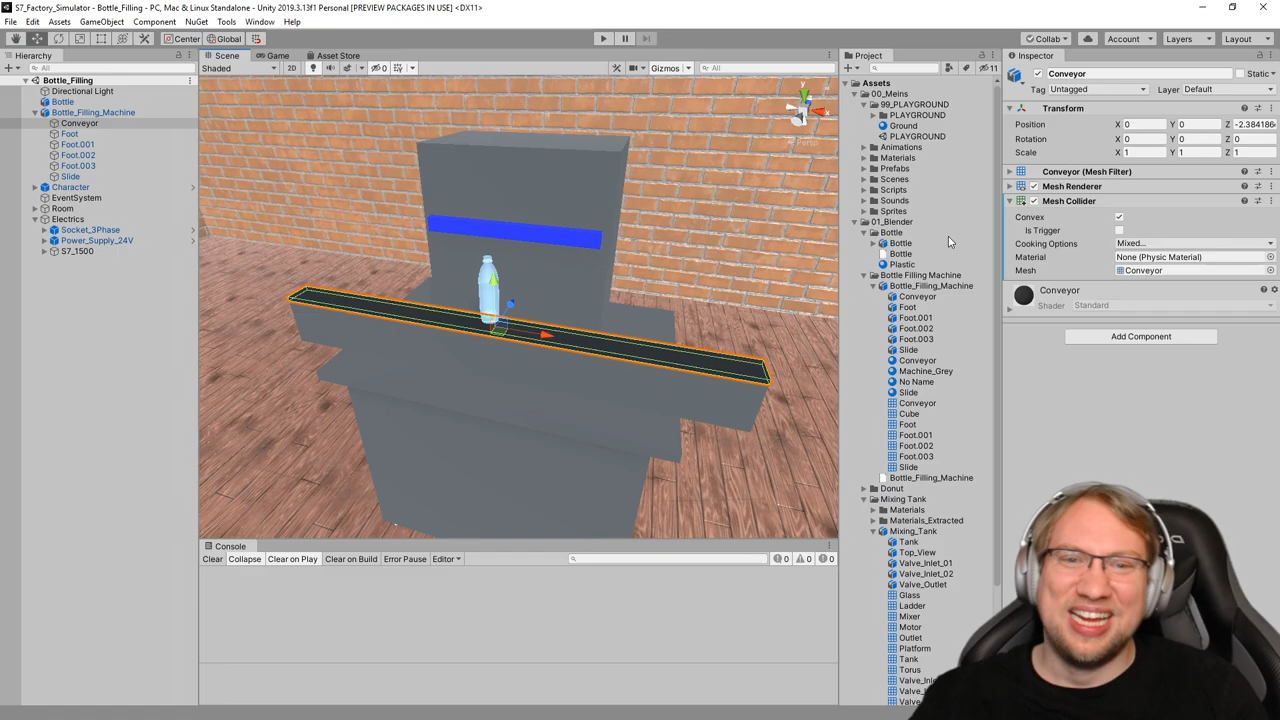 S7_Factory_Simulator - Bottle_Filling - PC, Mac & Linux Standalone - Unity 2019.3.13f1 Personal [PREVIEW PACKAGES IN USE] <DX11>
File Edit Assets GameObject Component NuGet Tools Window Help
Center Global Collab Account Layers Layout
Hierarchy
All
Bottle_Filling
Directional Light
Bottle
Bottle_Filling_Machine
Conveyor
Foot
Foot.001
Foot.002
Foot.003
Slide
Character
EventSystem
Room
Electrics
Socket_3Phase
Power_Supply_24V
S7_1500
Scene Game Asset Store
Shaded 2D 0 Gizmos All
y
Persp
Console
Clear Collapse Clear on Play Clear on Build Error Pause Editor 0 0 0
Project
11
Assets
00_Meins
99_PLAYGROUND
PLAYGROUND
Ground
PLAYGROUND
Animations
Materials
Prefabs
Scenes
Scripts
Sounds
Sprites
01_Blender
Bottle
Bottle
Bottle
Plastic
Bottle Filling Machine
Bottle_Filling_Machine
Conveyor
Foot
Foot.001
Foot.002
Foot.003
Slide
Conveyor
Machine_Grey
No Name
Slide
Conveyor
Cube
Foot
Foot.001
Foot.002
Foot.003
Slide
Bottle_Filling_Machine
Donut
Mixing Tank
Materials
Materials_Extracted
Mixing_Tank
Tank
Top_View
Valve_Inlet_01
Valve_Inlet_02
Valve_Outlet
Glass
Ladder
Mixer
Motor
Outlet
Platform
Tank
Torus
Inspector
Conveyor Static
Tag Untagged Layer Default
Transform
Position X 0 Y 0 Z -2.384186
Rotation X 0 Y 0 Z 0
Scale X 1 Y 1 Z 1
Conveyor (Mesh Filter)
Mesh Renderer
Mesh Collider
Convex
Is Trigger
Cooking Options Mixed...
Material None (Physic Material)
Mesh Conveyor
Conveyor
Shader Standard
Add Component